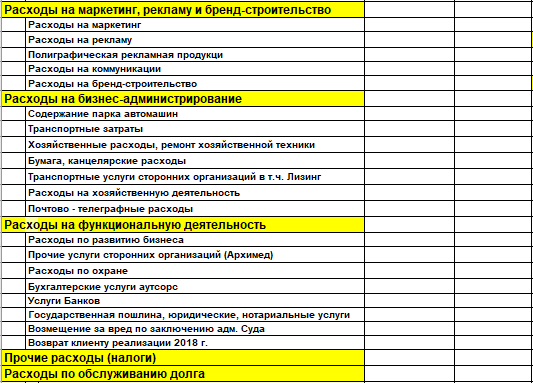 Расходы на маркетинг, рекламу и бренд-строительство
Расходы на маркетинг
Расходы на рекламу
Полиграфическая рекламная продукци
Расходы на коммуникации
Расходы на бренд-строительство
Расходы на бизнес-администрирование
Содержание парка автомашин
Транспортные затраты
Хозяйственные расходы, ремонт хозяйственной техники
Бумага, канцелярские расходы
Транспортные услуги сторонних организаций в т.ч. Лизинг
Расходы на хозяйственную деятельность
Почтово - телеграфные расходы
Расходы на функциональную деятельность
Расходы по развитию бизнеса
Прочие услуги сторонних организаций (Архимед)
Расходы по охране
Бухгалтерские услуги аутсорс
Услуги Банков
Государственная пошлина, юридические, нотариальные услуги
Возмещение за вред по заключению адм. Суда
Возврат клиенту реализации 2018 г.
Прочие расходы (налоги)
Расходы по обслуживанию долга